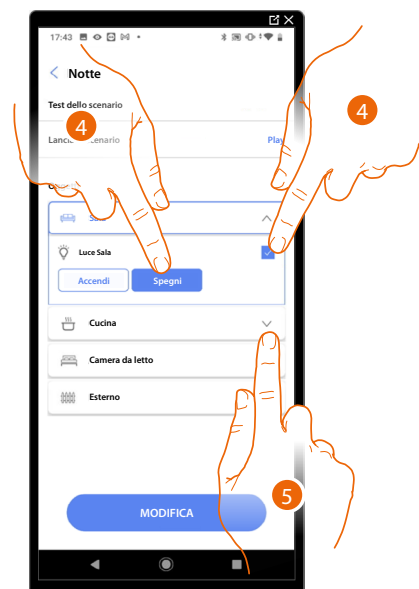 17:43
Notte
Test dello scenario
Play
4
4
Luce Sala
Accendi Spegni
Cucina
Camera da letto
Esterno
5
MODIFICA